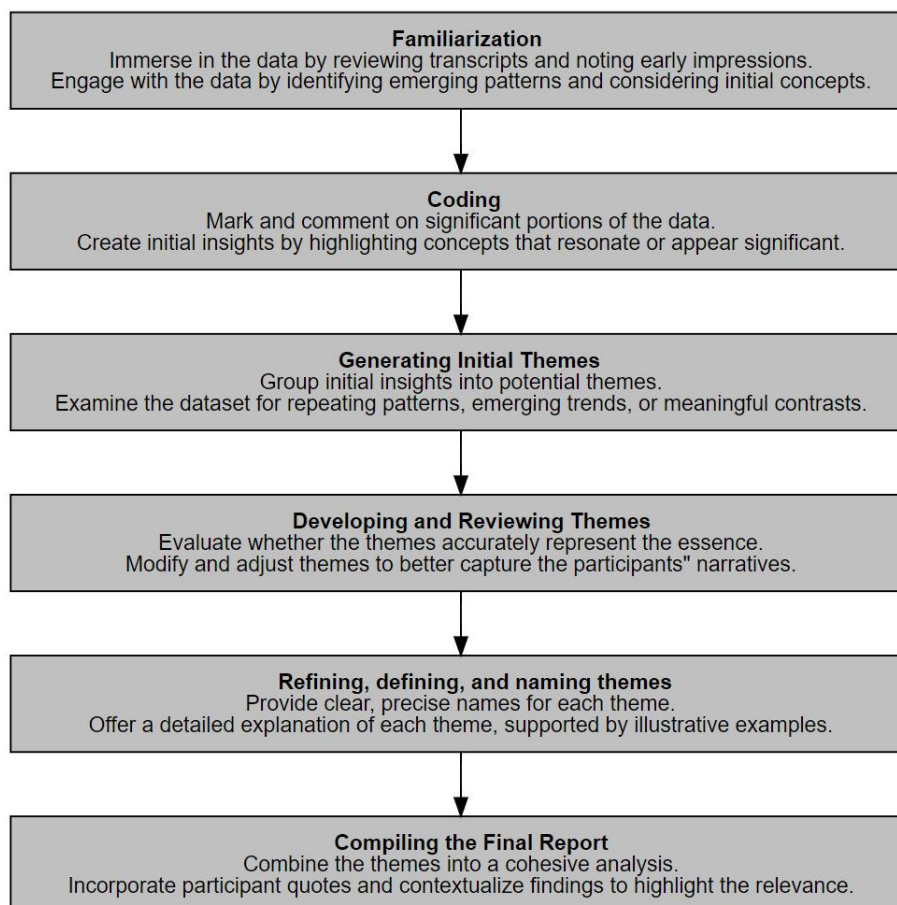 Familiarization
Immerse in the data by reviewing transcripts and noting early impressions.
Engage with the data by identifying emerging patterns and considering initial concepts.
Coding
Mark and comment on significant portions of the data.
Create initial insights by highlighting concepts that resonate or appear significant.
Generating Initial Themes
Group initial insights into potential themes.
Examine the dataset for repeating patterns, emerging trends, or meaningful contrasts.
Developing and Reviewing Themes
Evaluate whether the themes accurately represent the essence.
Modify and adjust themes to better capture the participants" narratives.
Refining, defining, and naming themes
Provide clear, precise names for each theme.
Offer a detailed explanation of each theme, supported by illustrative examples.
Compiling the Final Report
Combine the themes into a cohesive analysis.
Incorporate participant quotes and contextualize findings to highlight the relevance.